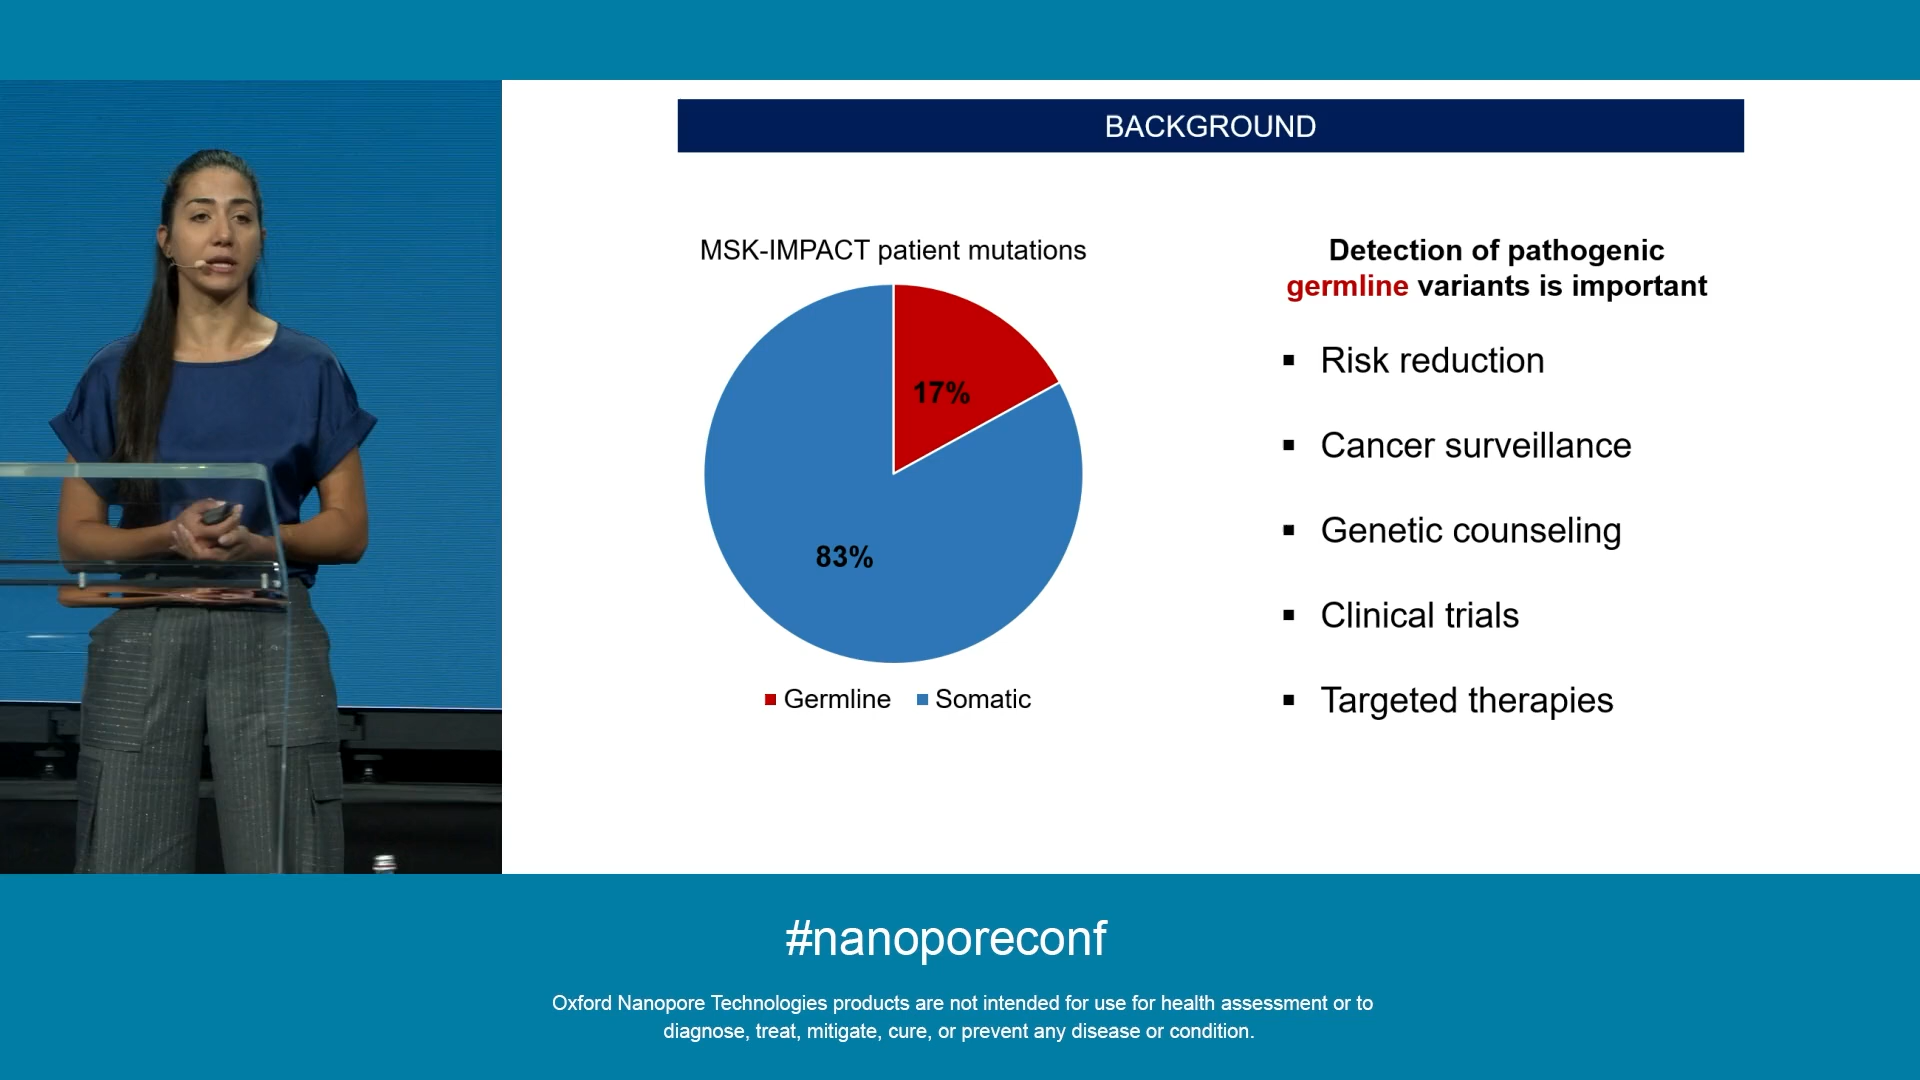 BACKGROUND
MSK-IMPACT patient mutations
17%
83%
Germline
Somatic
Detection of pathogenic
germline variants is important
▪ Risk reduction
▪ Cancer surveillance
▪ Genetic counseling
▪ Clinical trials
▪ Targeted therapies
#nanoporeconf
Oxford Nanopore Technologies products are not intended for use for health assessment or to
diagnose, treat, mitigate, cure, or prevent any disease or condition.